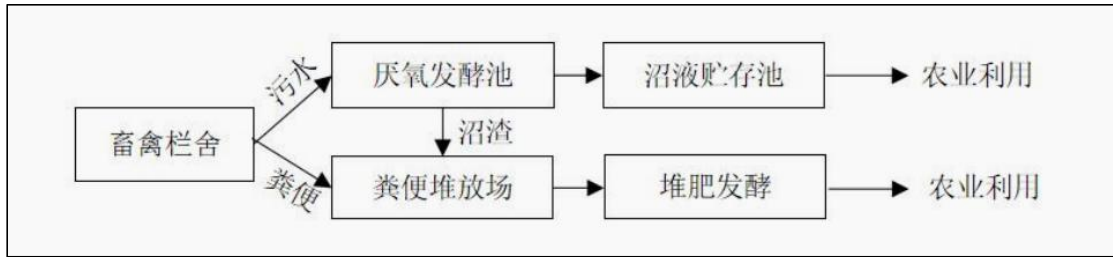 污水
厌氧发酵池
沼液贮存池
农业利用
畜禽栏舍
沼渣
粪便
粪便堆放场
堆肥发酵
农业利用